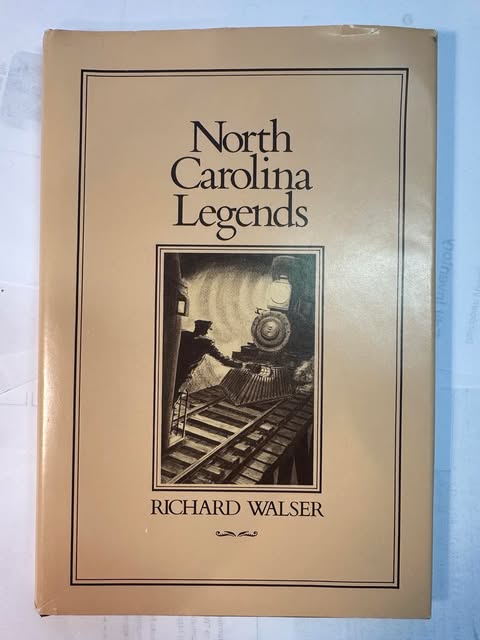 North
Carolina
Legends
RICHARD WALSER